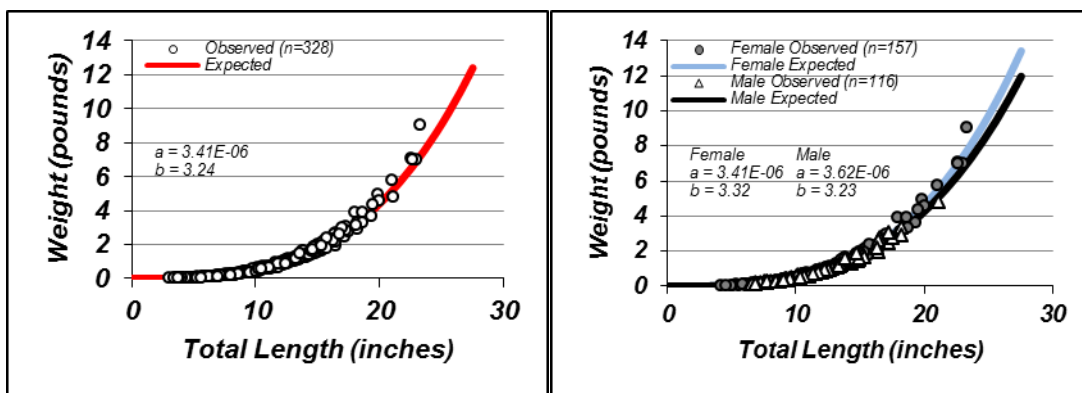 14
12
10
8
6
4
2
0
Weight (pounds)
Observed (n=328)
Expected
a = 3.41E-06
b = 3.24
0 10 20 30
Total Length (inches)
14
12
10
8
6
4
2
0
Weight (pounds)
Female Observed (n=157)
Female Expected
Male Observed (n=116)
Male Expected
Female Male
a = 3.41E-06 a = 3.62E-06
b = 3.32 b = 3.23
0 10 20 30
Total Length (inches)